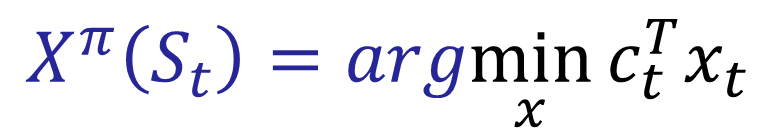 X^π(S_t) = arg min_x c_t^T x_t